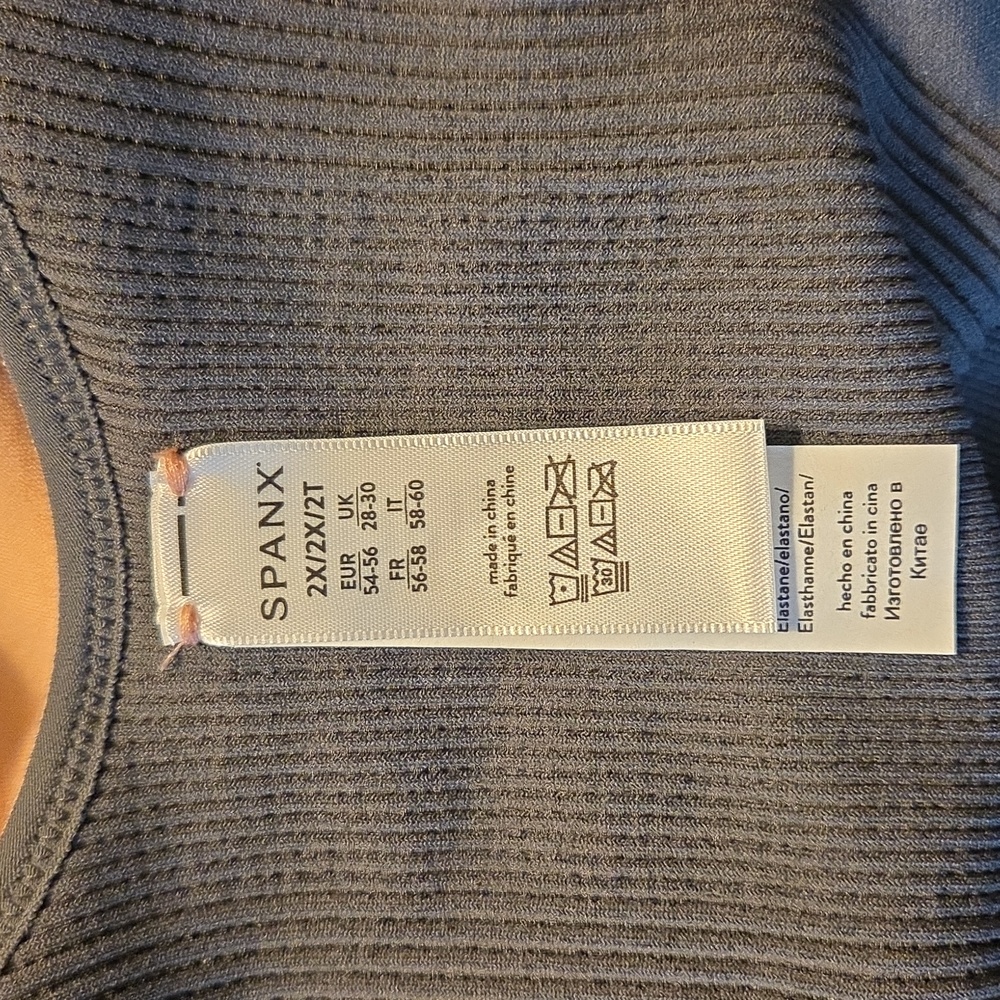 SPANX
2X/2X/2T
EUR UK
54-56 28-30
FR IT
56-58 58-60
made in china
fabriqué en chine
30
Elastane/elastano/
Elasthanne/Elastan/
hecho en china
fabbricato in cina
Изготовлено в
Китае